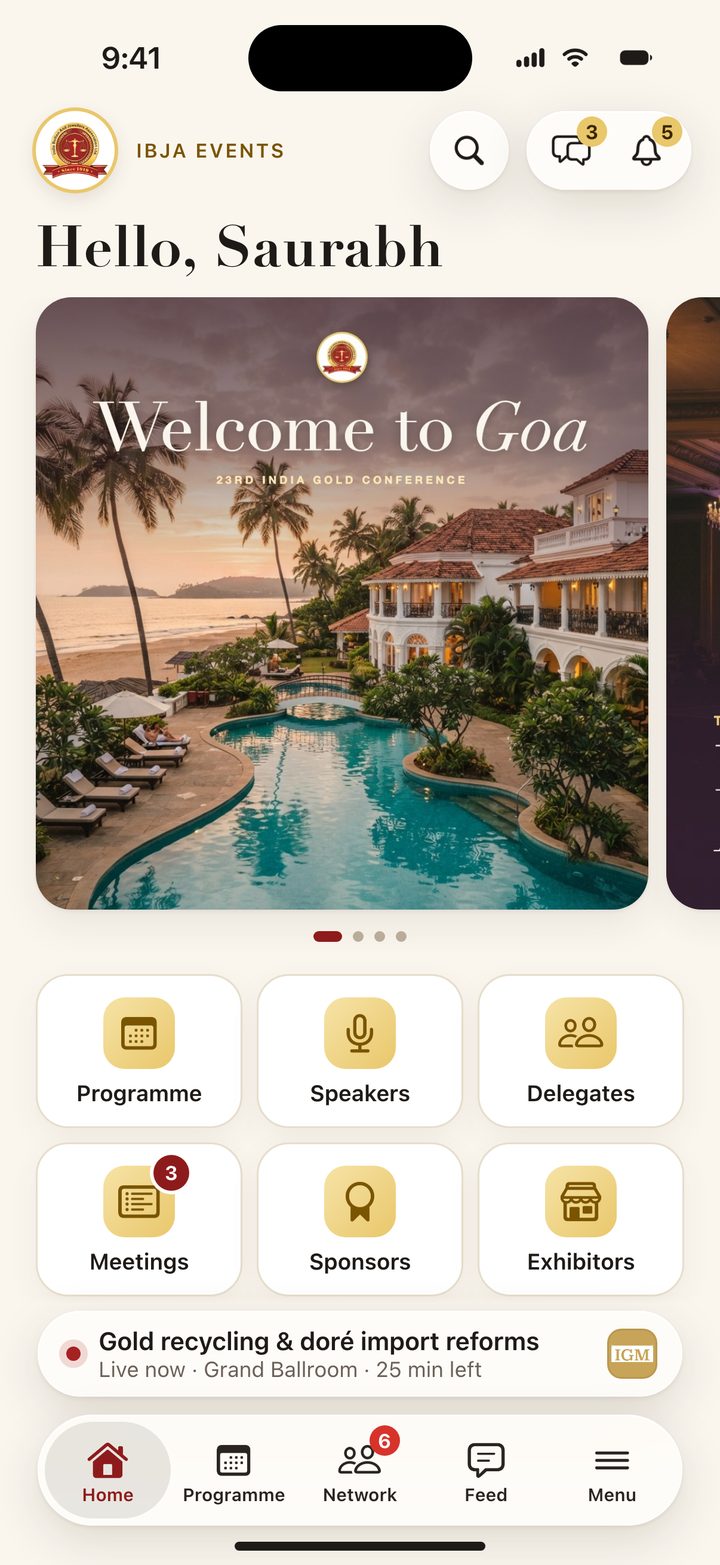 9:41
IBJA EVENTS
3
5
Hello, Saurabh
Welcome to Goa
23RD INDIA GOLD CONFERENCE
Programme
Speakers
Delegates
3
Meetings
Sponsors
Exhibitors
Gold recycling & doré import reforms
Live now · Grand Ballroom · 25 min left
IGM
Home
Programme
6
Network
Feed
Menu